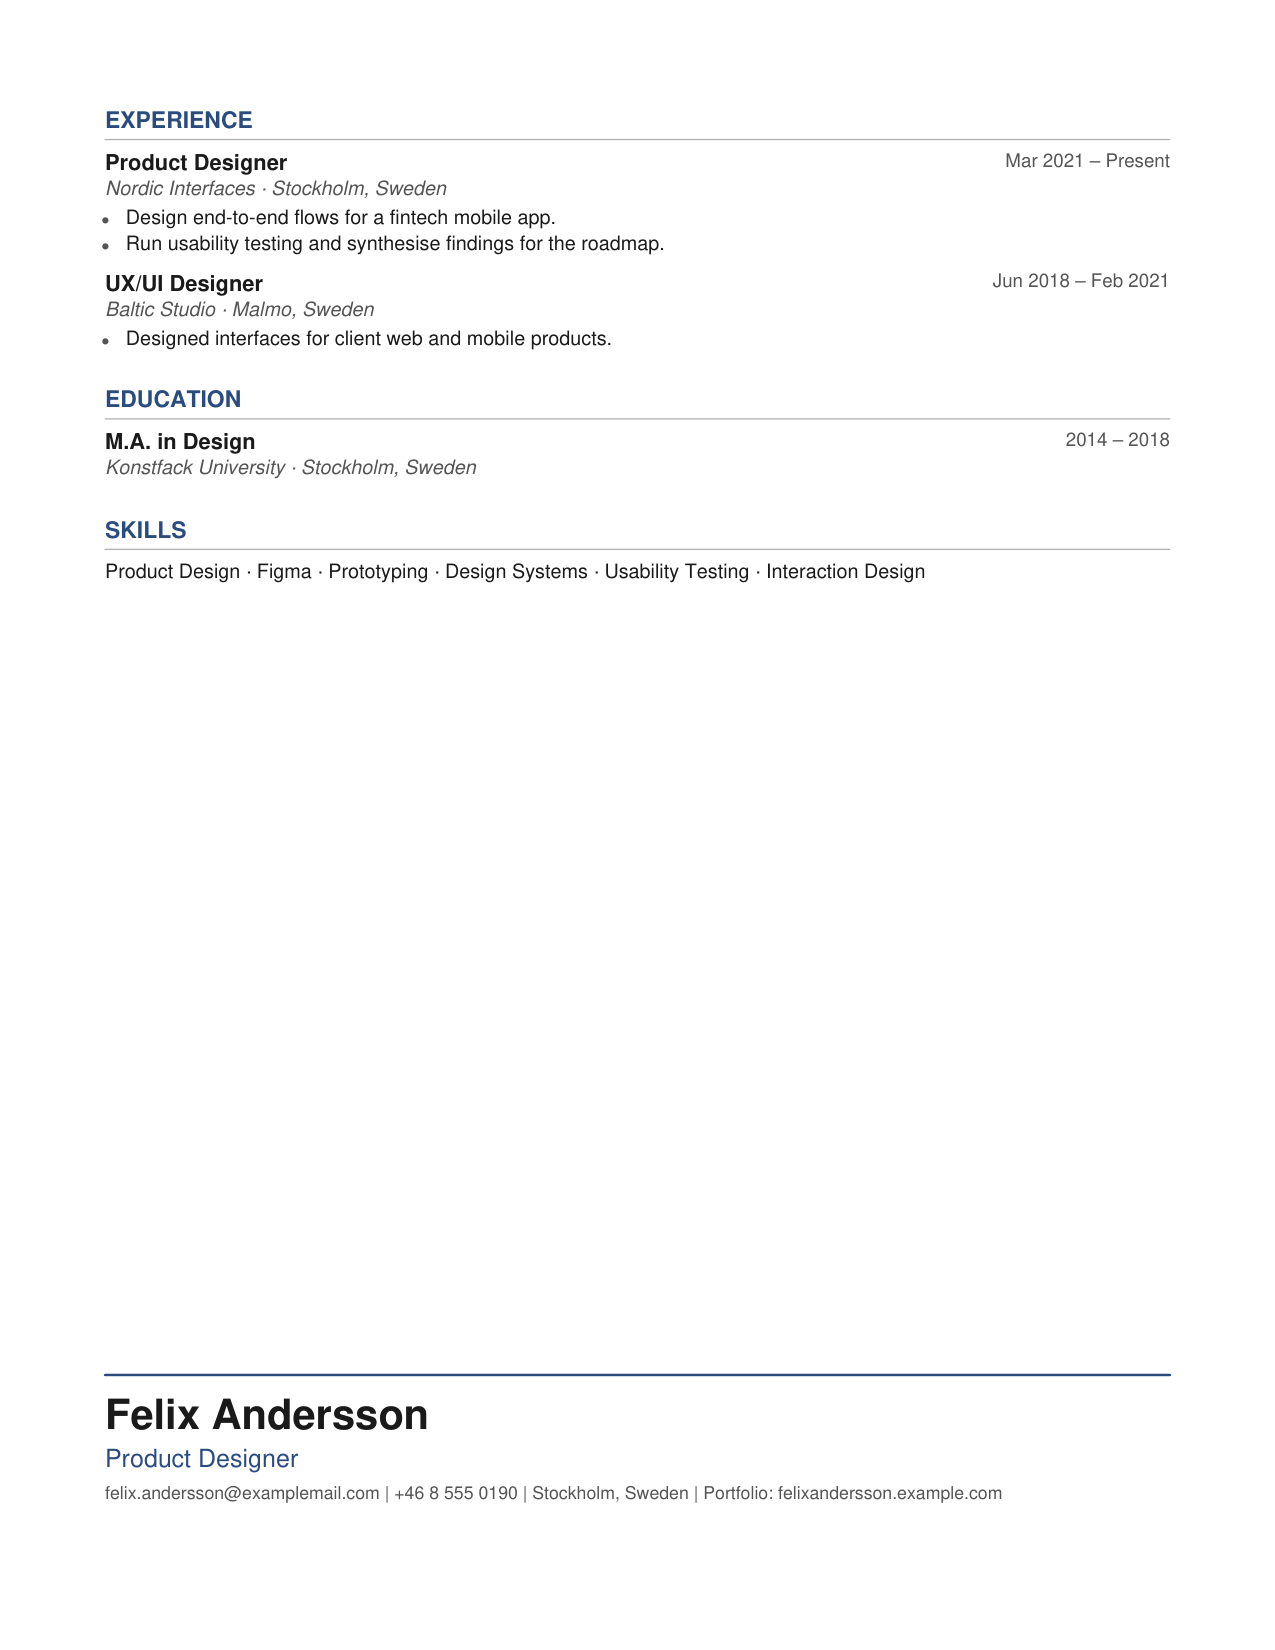 EXPERIENCE
Product Designer Mar 2021 – Present
Nordic Interfaces · Stockholm, Sweden
• Design end-to-end flows for a fintech mobile app.
• Run usability testing and synthesise findings for the roadmap.
UX/UI Designer Jun 2018 – Feb 2021
Baltic Studio · Malmo, Sweden
• Designed interfaces for client web and mobile products.
EDUCATION
M.A. in Design 2014 – 2018
Konstfack University · Stockholm, Sweden
SKILLS
Product Design · Figma · Prototyping · Design Systems · Usability Testing · Interaction Design
Felix Andersson
Product Designer
felix.andersson@examplemail.com | +46 8 555 0190 | Stockholm, Sweden | Portfolio: felixandersson.example.com